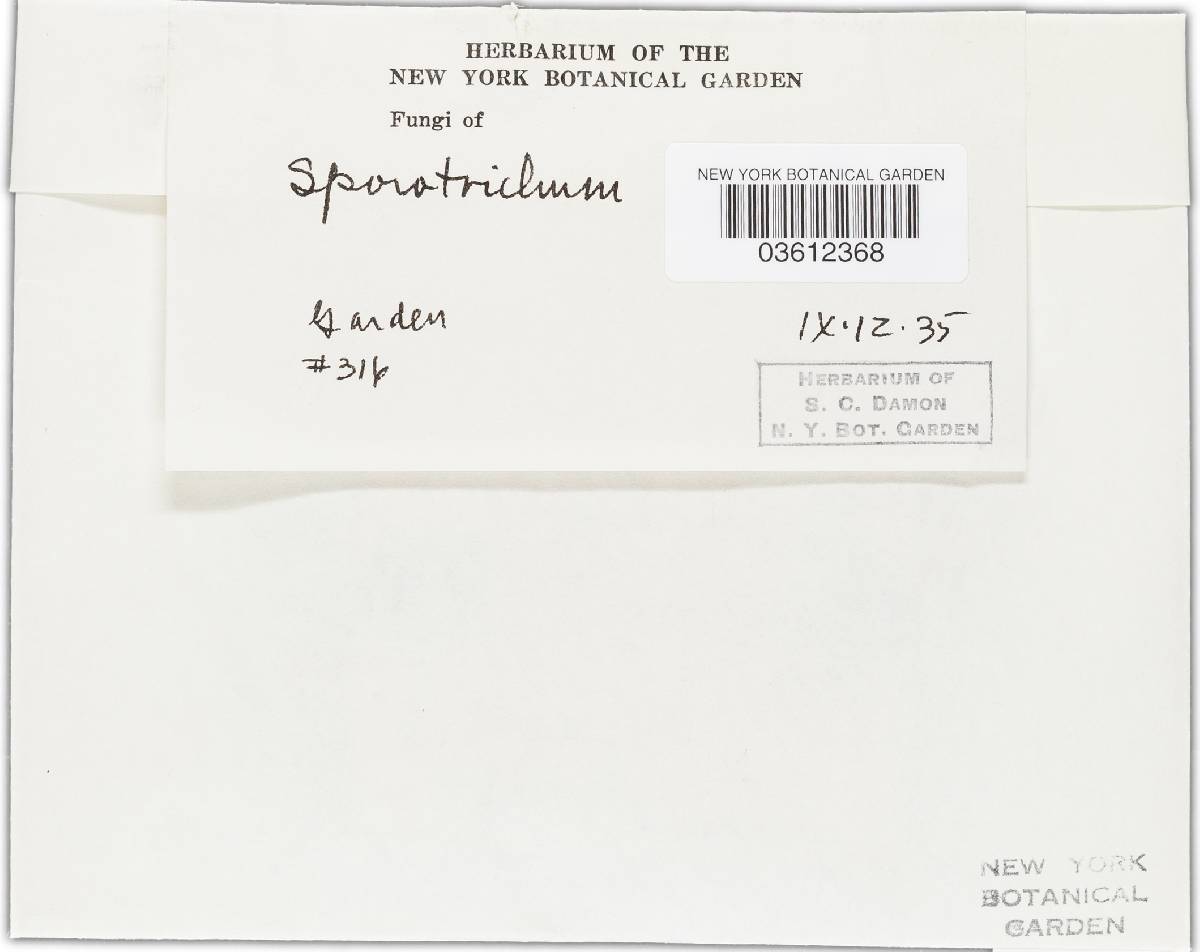 HERBARIUM OF THE
NEW YORK BOTANICAL GARDEN
Fungi of
Sporotrichum
NEW YORK BOTANICAL GARDEN
03612368
Garden
#316
IX.12.35
HERBARIUM OF
S. C. DAMON
N. Y. BOT. GARDEN
NEW YORK
BOTANICAL
GARDEN